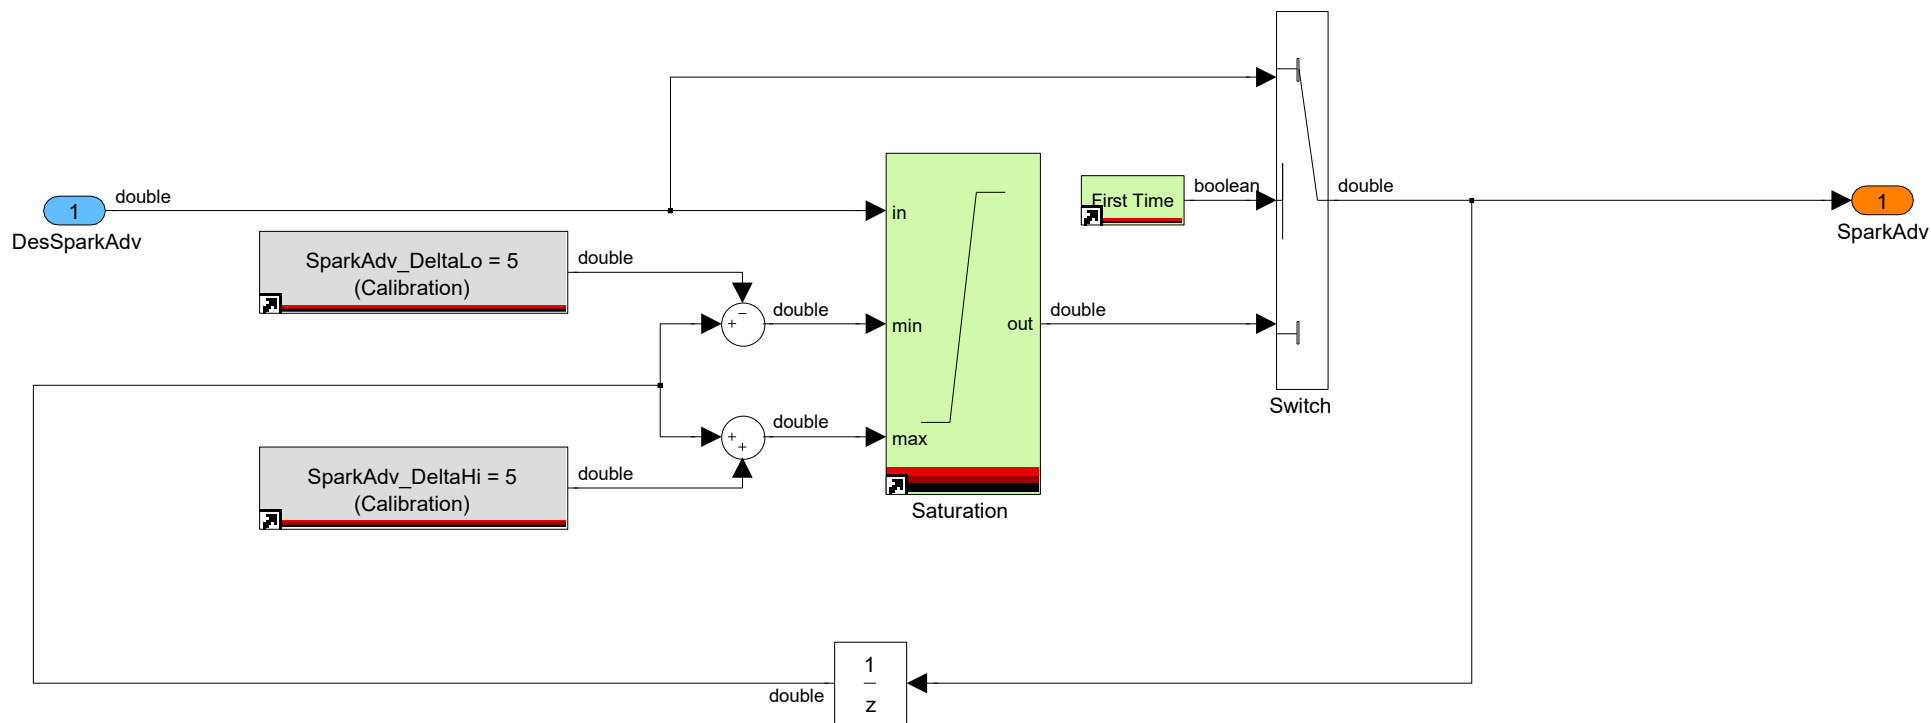 double
1
DesSparkAdv
SparkAdv_DeltaLo = 5
(Calibration)
double
+
−
double
SparkAdv_DeltaHi = 5
(Calibration)
double
+
+
double
in
min
max
out
Saturation
double
First Time
boolean
Switch
double
1
SparkAdv
1
z
double